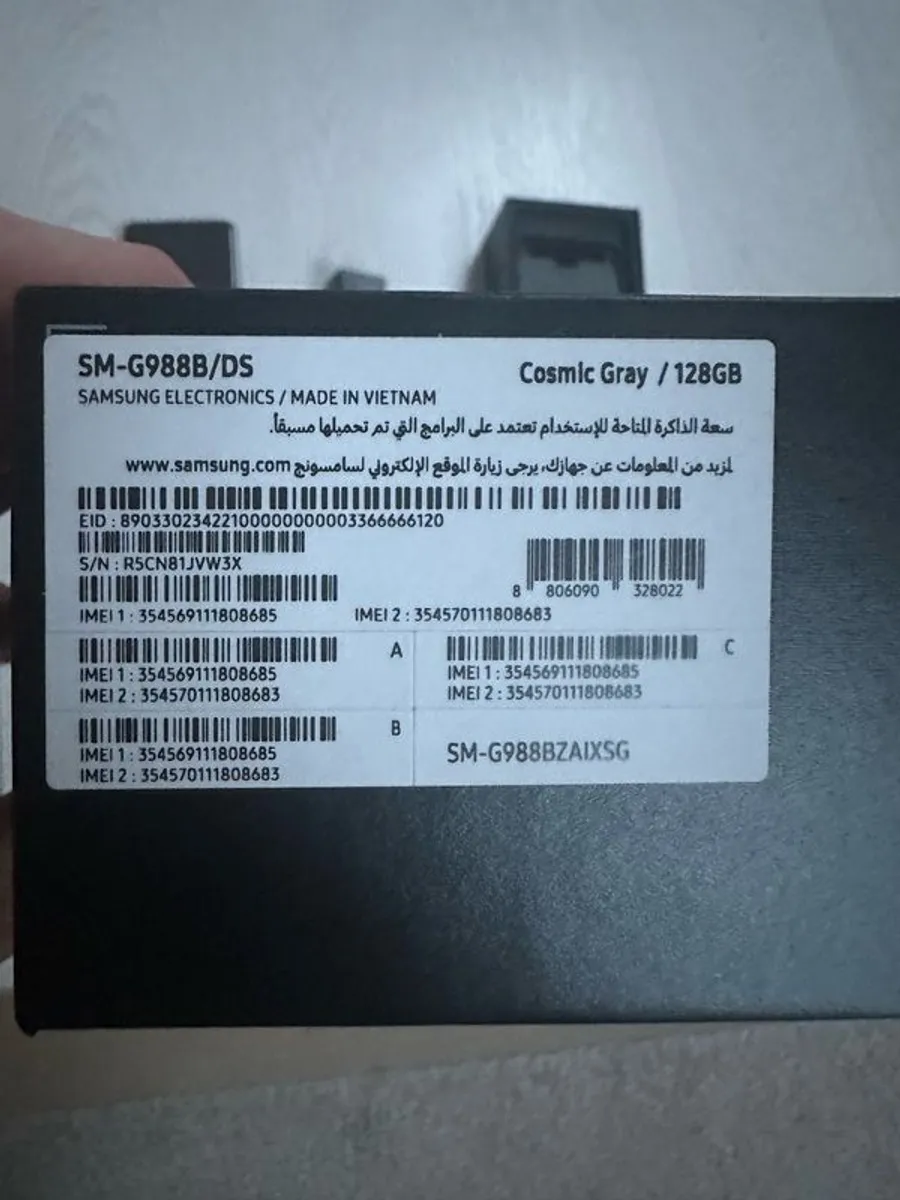 SM-G988B/DS
Cosmic Gray / 128GB
SAMSUNG ELECTRONICS / MADE IN VIETNAM
سعة الذاكرة المتاحة للإستخدام تعتمد على البرامج التي تم تحميلها مسبقاً.
لمزيد من المعلومات عن جهازك، يرجى زيارة الموقع الإلكتروني لسامسونج www.samsung.com
EID : 89033023422100000000003366666120
S/N : R5CN81JVW3X
8 806090 328022
IMEI 1 : 354569111808685 IMEI 2 : 354570111808683
A
IMEI 1 : 354569111808685
IMEI 2 : 354570111808683
C
IMEI 1 : 354569111808685
IMEI 2 : 354570111808683
B
IMEI 1 : 354569111808685
IMEI 2 : 354570111808683
SM-G988BZAIXSG